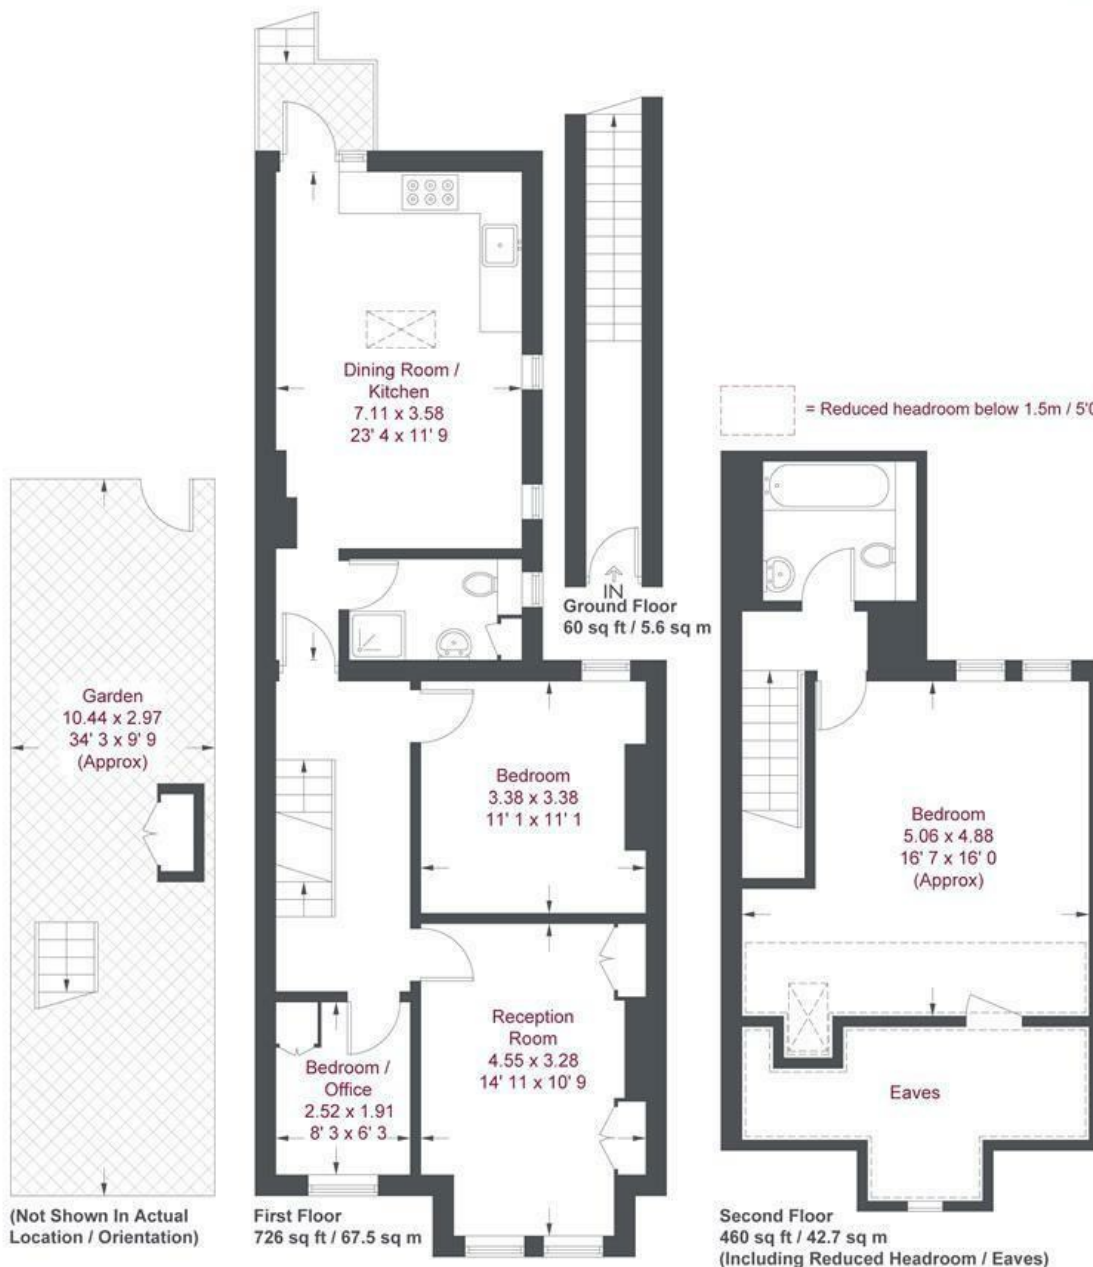 Dining Room /
Kitchen
7.11 x 3.58
23' 4 x 11' 9
= Reduced headroom below 1.5m / 5'0
IN
Ground Floor
60 sq ft / 5.6 sq m
Garden
10.44 x 2.97
34' 3 x 9' 9
(Approx)
Bedroom
3.38 x 3.38
11' 1 x 11' 1
Bedroom
5.06 x 4.88
16' 7 x 16' 0
(Approx)
Reception
Room
4.55 x 3.28
14' 11 x 10' 9
Bedroom /
Office
2.52 x 1.91
8' 3 x 6' 3
Eaves
(Not Shown In Actual
Location / Orientation)
First Floor
726 sq ft / 67.5 sq m
Second Floor
460 sq ft / 42.7 sq m
(Including Reduced Headroom / Eaves)